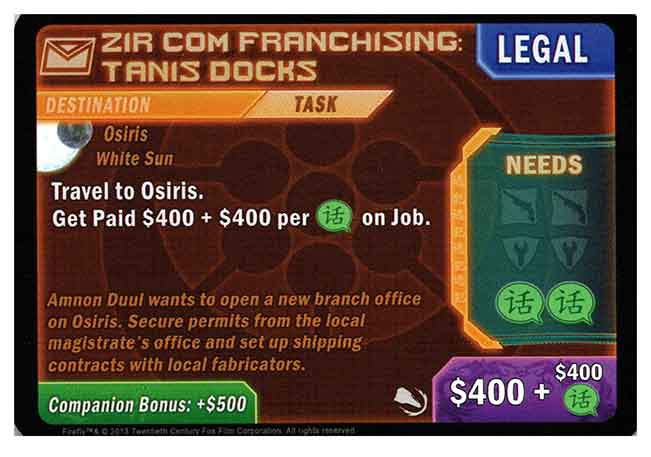 ZIR COM FRANCHISING:
TANIS DOCKS
LEGAL
DESTINATION TASK
Osiris
White Sun
Travel to Osiris.
Get Paid $400 + $400 per 话 on Job.
NEEDS
话 话
Amnon Duul wants to open a new branch office
on Osiris. Secure permits from the local
magistrate's office and set up shipping
contracts with local fabricators.
Companion Bonus: +$500
$400 + $400
话
Firefly™& © 2013 Twentieth Century Fox Film Corporation. All rights reserved.